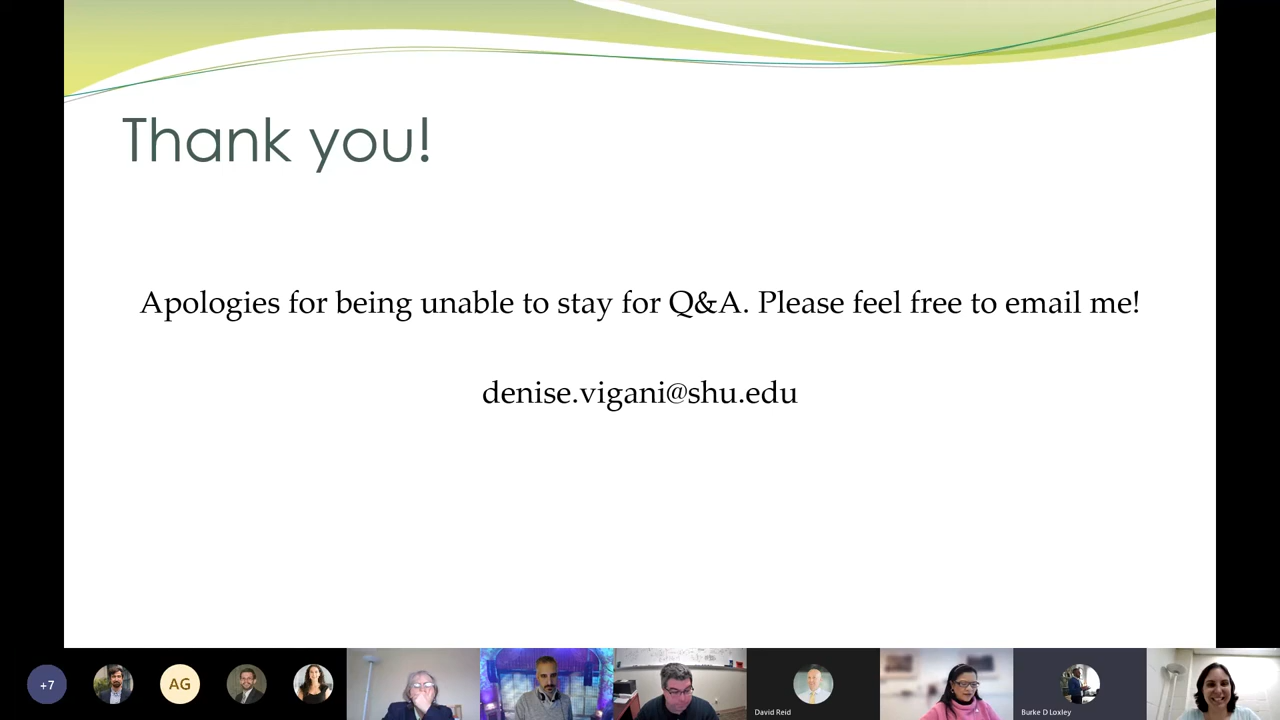 Thank you!
Apologies for being unable to stay for Q&A. Please feel free to email me!
denise.vigani@shu.edu
+7
AG
David Reid
Burke D Loxley